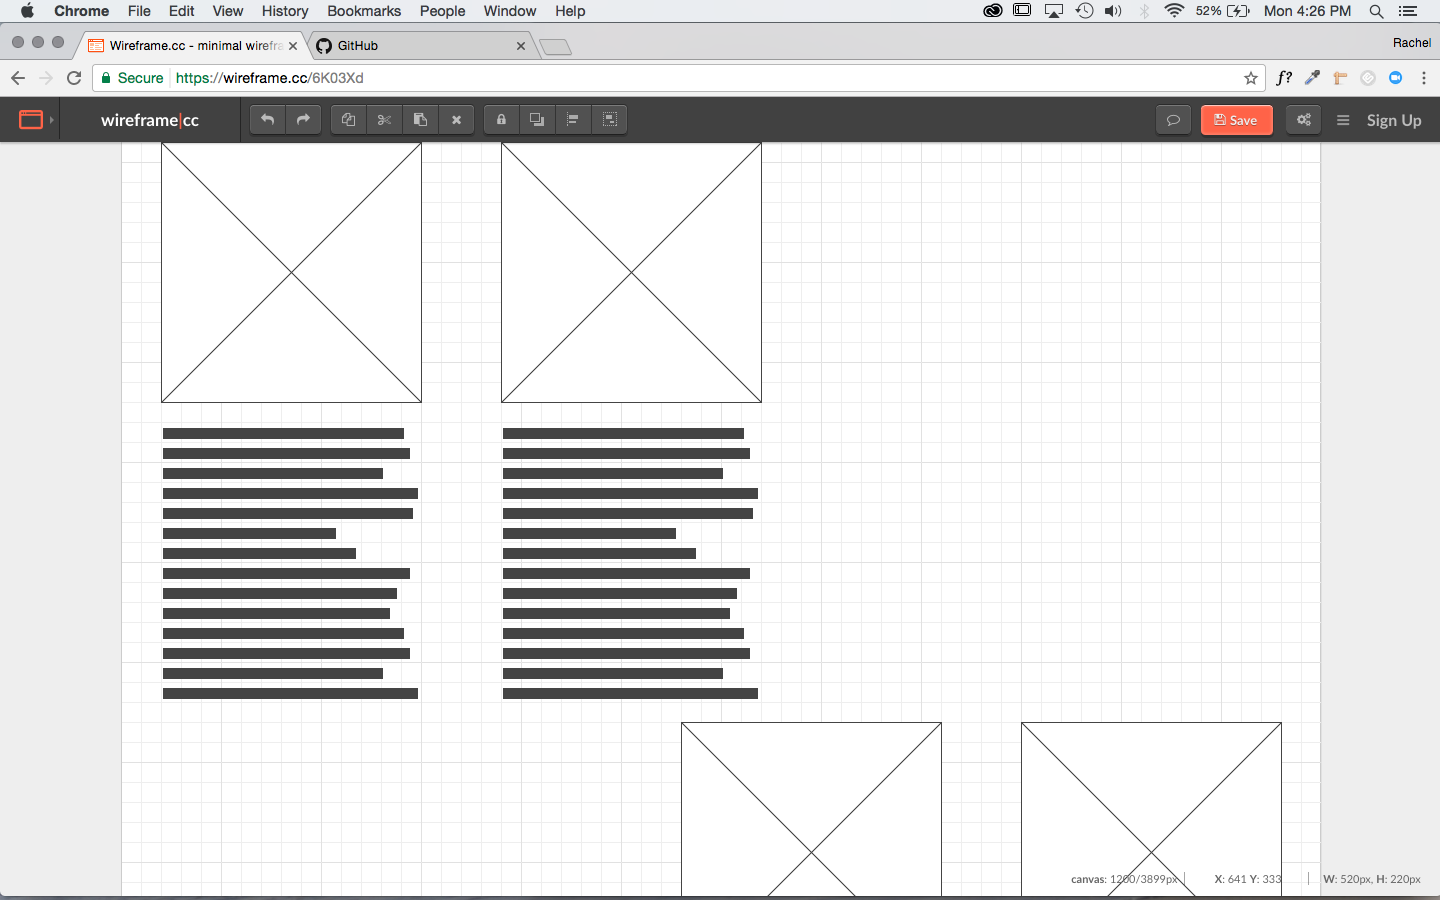 Chrome File Edit View History Bookmarks People Window Help 52% Mon 4:26 PM
Wireframe.cc - minimal wirefra GitHub Rachel
Secure https://wireframe.cc/6K03Xd f?
wireframe|cc Save Sign Up
canvas: 1200/3899px X: 641 Y: 333 W: 520px, H: 220px